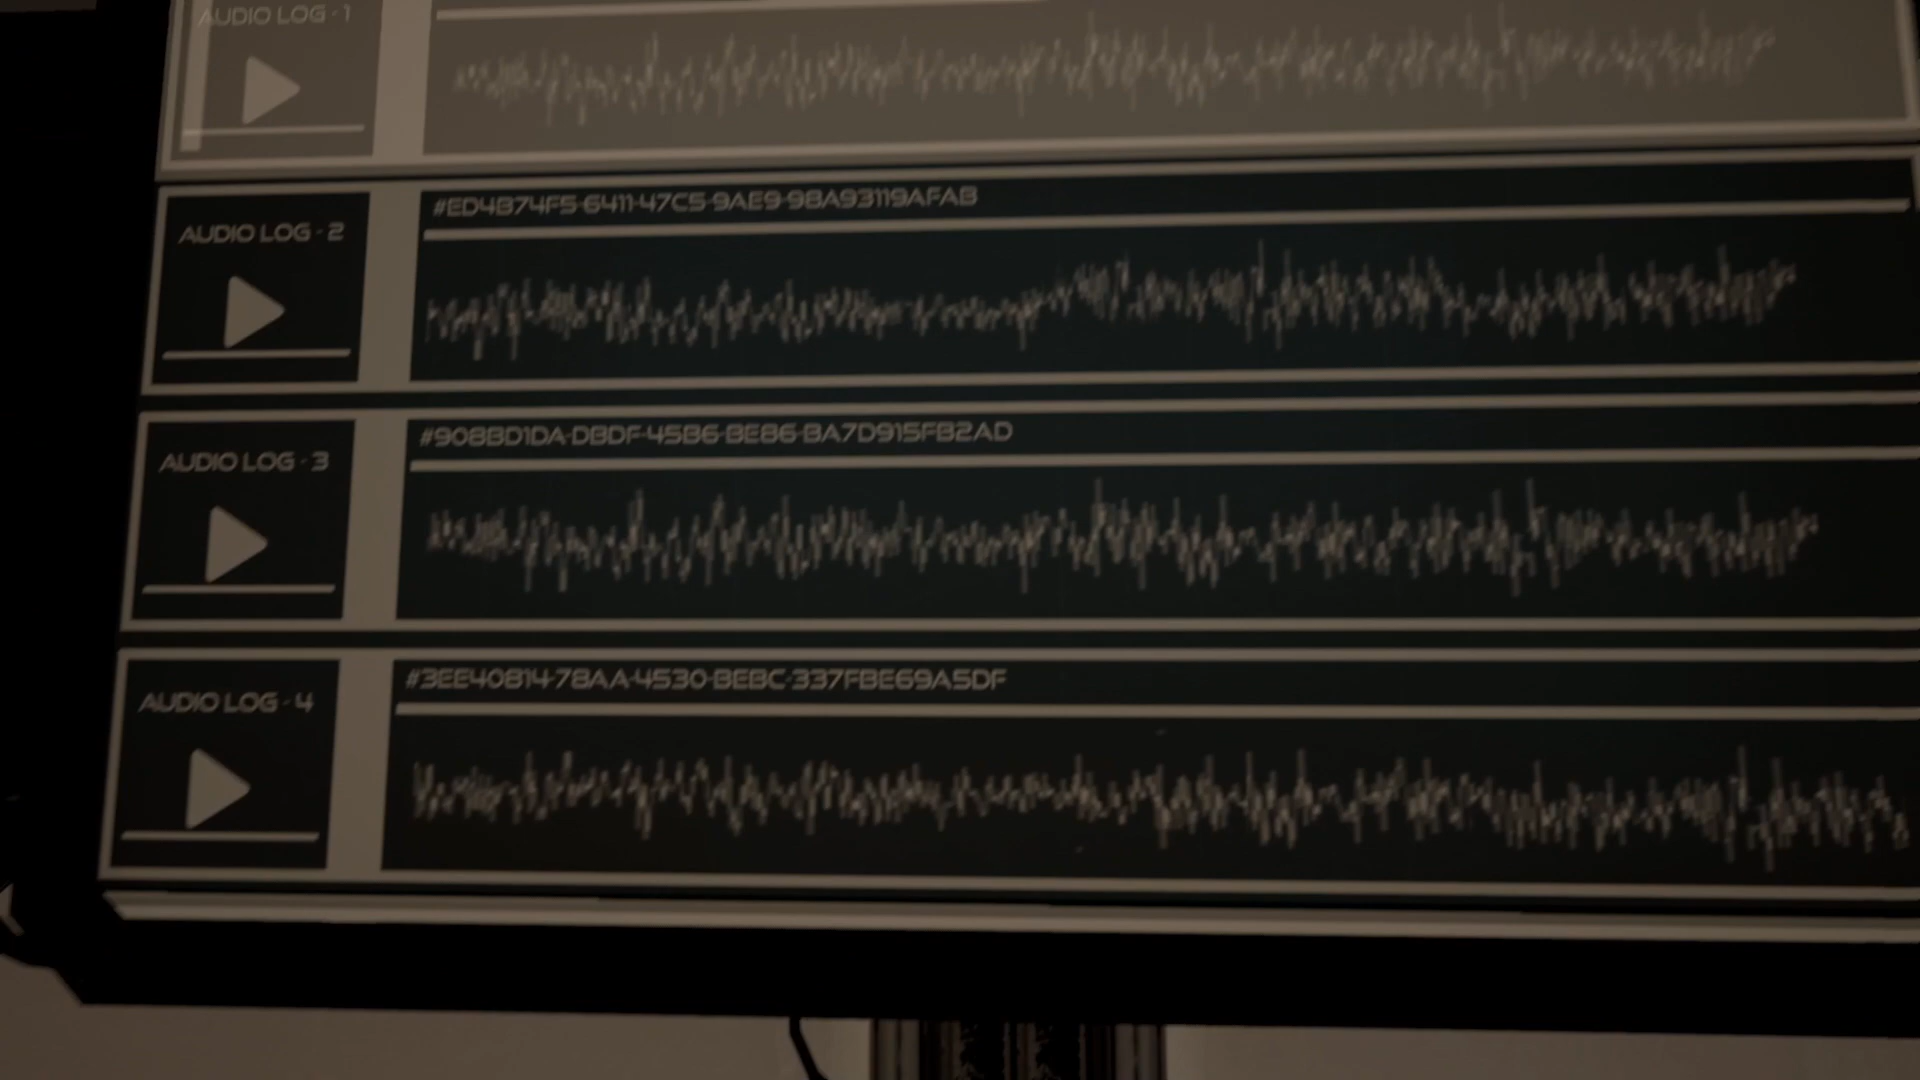 AUDIO LOG - 1
#ED4B74F5-6411-47C5-9AE9-98A93119AFAB
AUDIO LOG - 2
#908BD1DA-DBDF-45B6-BE86-BA7D915FB2AD
AUDIO LOG - 3
#3EE40814-78AA-4530-BEBC-337FBE69A5DF
AUDIO LOG - 4